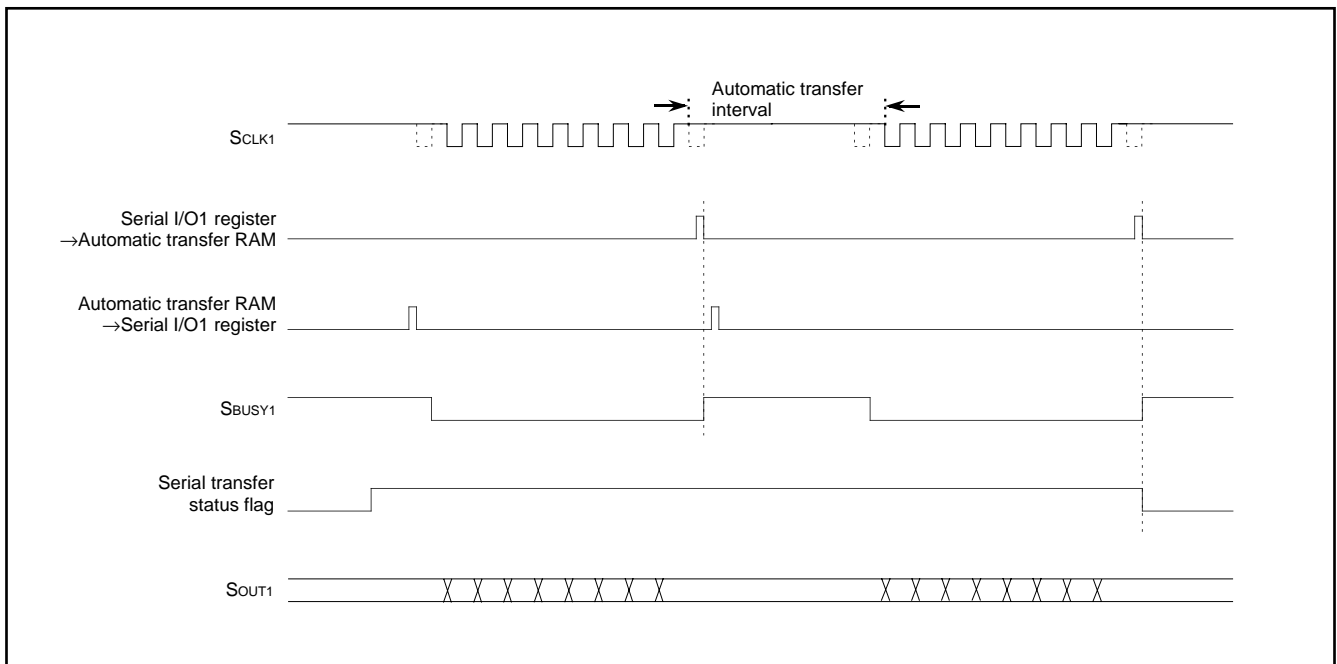 Automatic transfer
interval
SCLK1
Serial I/O1 register
→Automatic transfer RAM
Automatic transfer RAM
→Serial I/O1 register
SBUSY1
Serial transfer
status flag
SOUT1